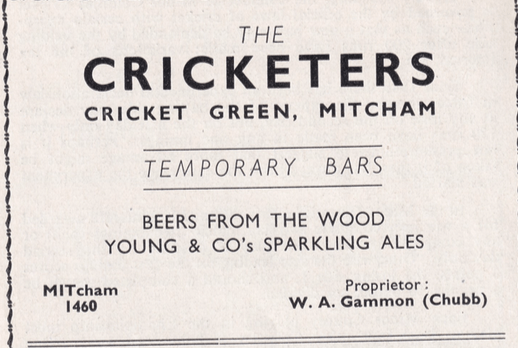 THE
CRICKETERS
CRICKET GREEN, MITCHAM
TEMPORARY BARS
BEERS FROM THE WOOD
YOUNG & CO's SPARKLING ALES
MITcham
1460
Proprietor :
W. A. Gammon (Chubb)